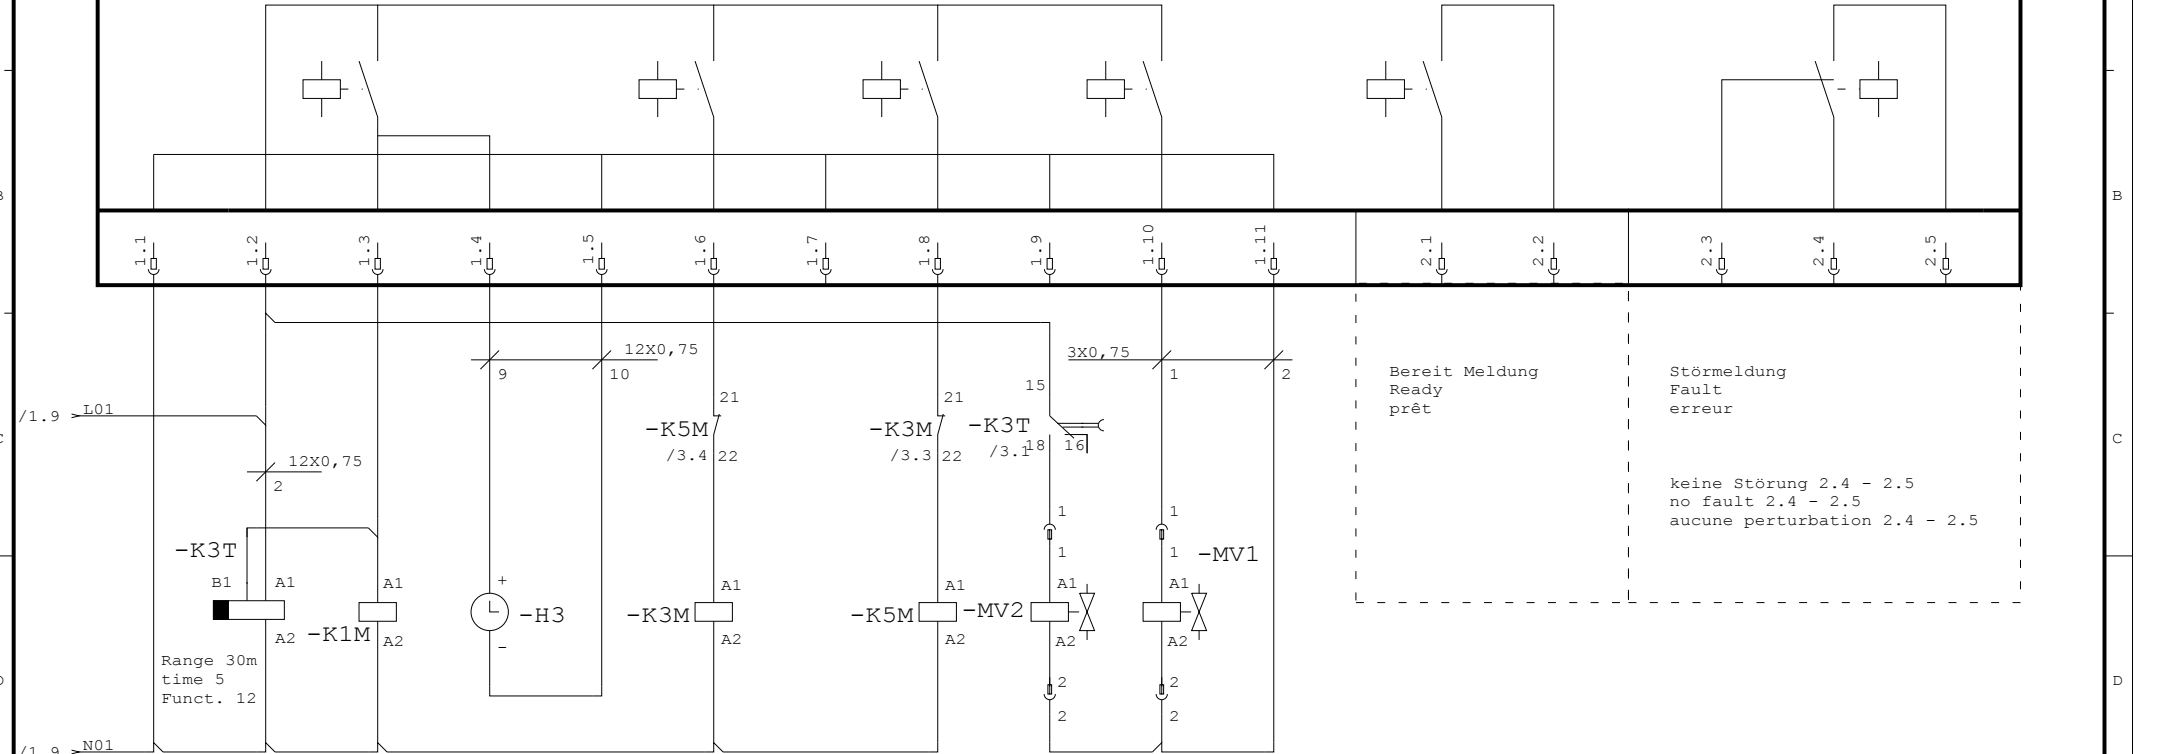 B
1.1
1.2
1.3
1.4
1.5
1.6
1.7
1.8
1.9
1.10
1.11
2.1
2.2
2.3
2.4
2.5
12X0,75
9
10
3X0,75
1
2
Bereit Meldung
Ready
prêt
Störmeldung
Fault
erreur
/1.9
L01
21
-K5M
/3.4
22
21
-K3M
/3.3
22
15
-K3T
/3.1
18
16
C
12X0,75
2
keine Störung 2.4 - 2.5
no fault 2.4 - 2.5
aucune perturbation 2.4 - 2.5
1
1
1
1
-MV1
-K3T
B1
A1
A2
A1
-K1M
A2
+
-H3
-
A1
-K3M
A2
A1
-K5M
A2
A1
-MV2
A2
A1
A2
Range 30m
time 5
Funct. 12
2
2
2
2
D
/1.9
N01